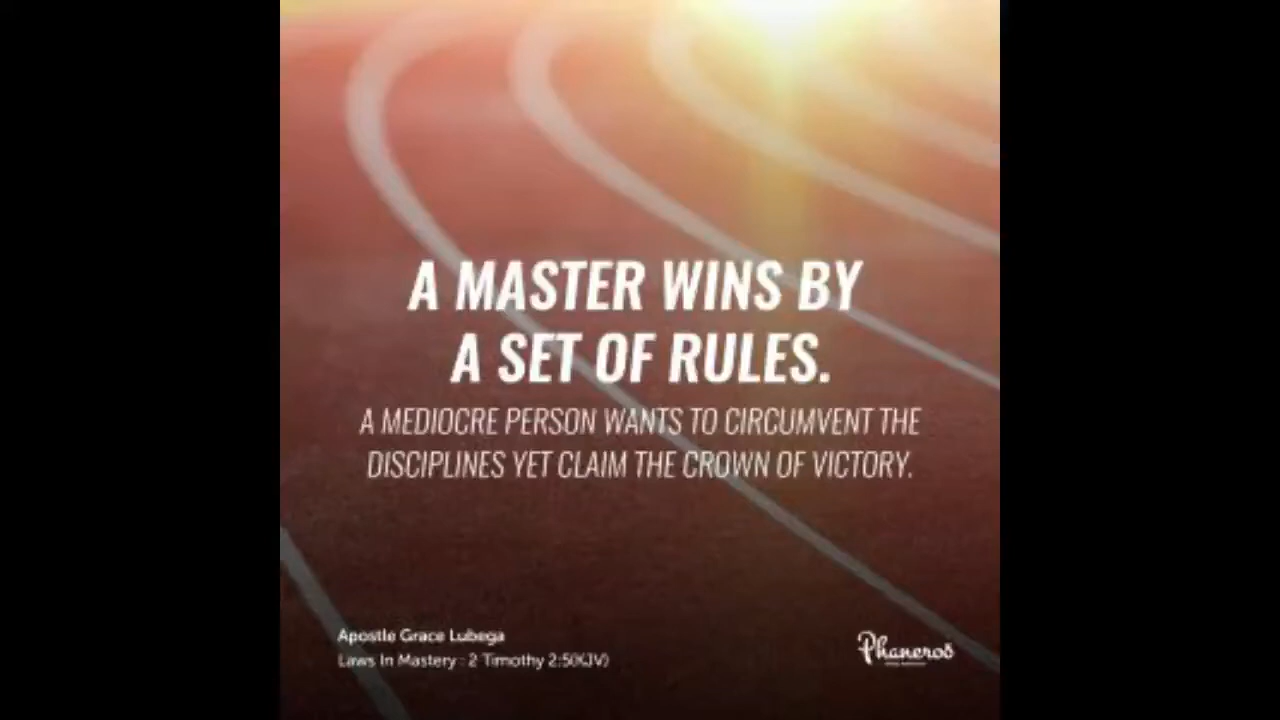 A MASTER WINS BY
A SET OF RULES.
A MEDIOCRE PERSON WANTS TO CIRCUMVENT THE
DISCIPLINES YET CLAIM THE CROWN OF VICTORY.
Apostle Grace Lubega
Laws In Mastery : 2 Timothy 2:5(KJV)
Phaneroō